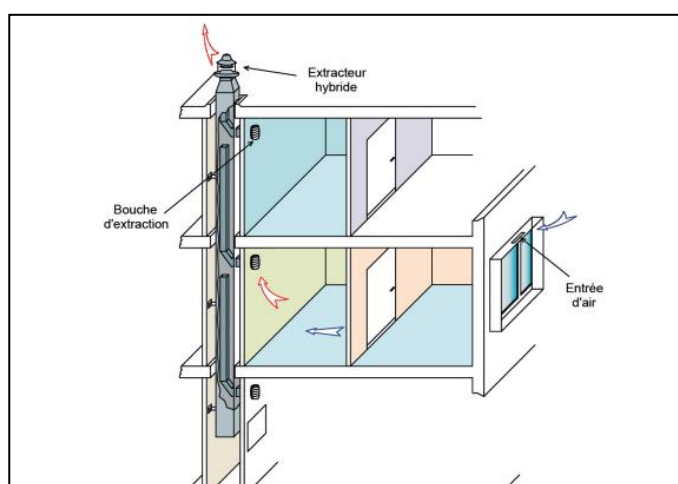 Extracteur
hybride
Bouche
d'extraction
Entrée
d'air